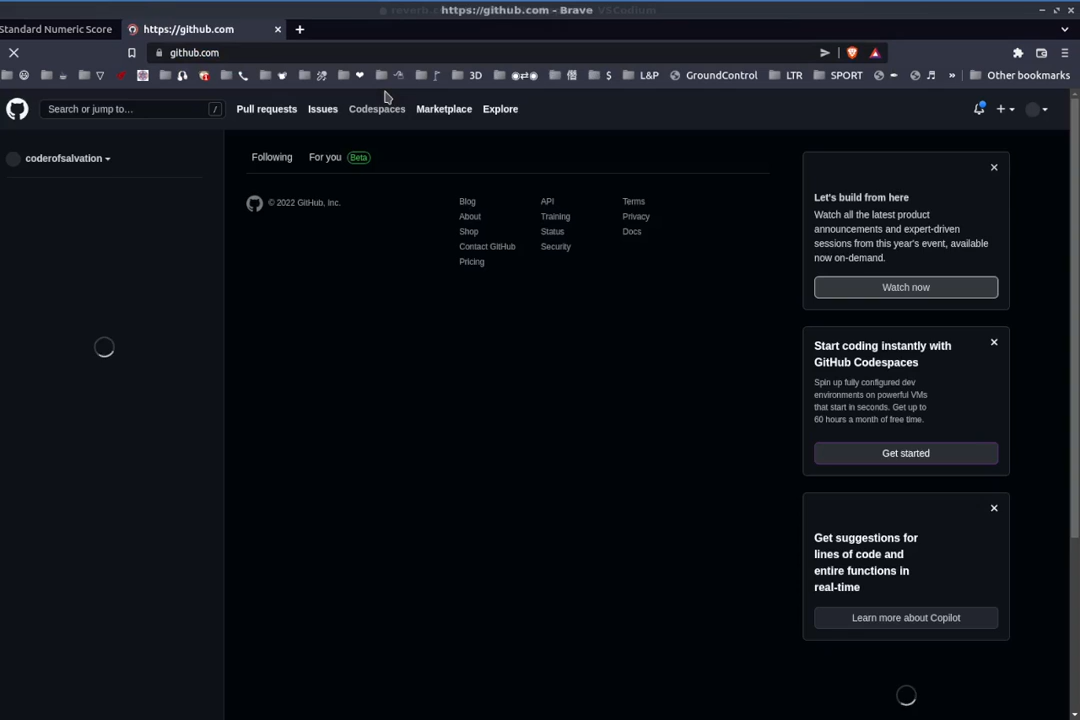 reverb.c https://github.com - Brave VSCodium
Standard Numeric Score
https://github.com
github.com
3D
$
L&P
GroundControl
LTR
SPORT
»
Other bookmarks
Search or jump to…
/
Pull requests
Issues
Codespaces
Marketplace
Explore
coderofsalvation
Following
For you
Beta
© 2022 GitHub, Inc.
Blog
About
Shop
Contact GitHub
Pricing
API
Training
Status
Security
Terms
Privacy
Docs
Let's build from here
Watch all the latest product
announcements and expert-driven
sessions from this year's event, available
now on-demand.
Watch now
Start coding instantly with
GitHub Codespaces
Spin up fully configured dev
environments on powerful VMs
that start in seconds. Get up to
60 hours a month of free time.
Get started
Get suggestions for
lines of code and
entire functions in
real-time
Learn more about Copilot